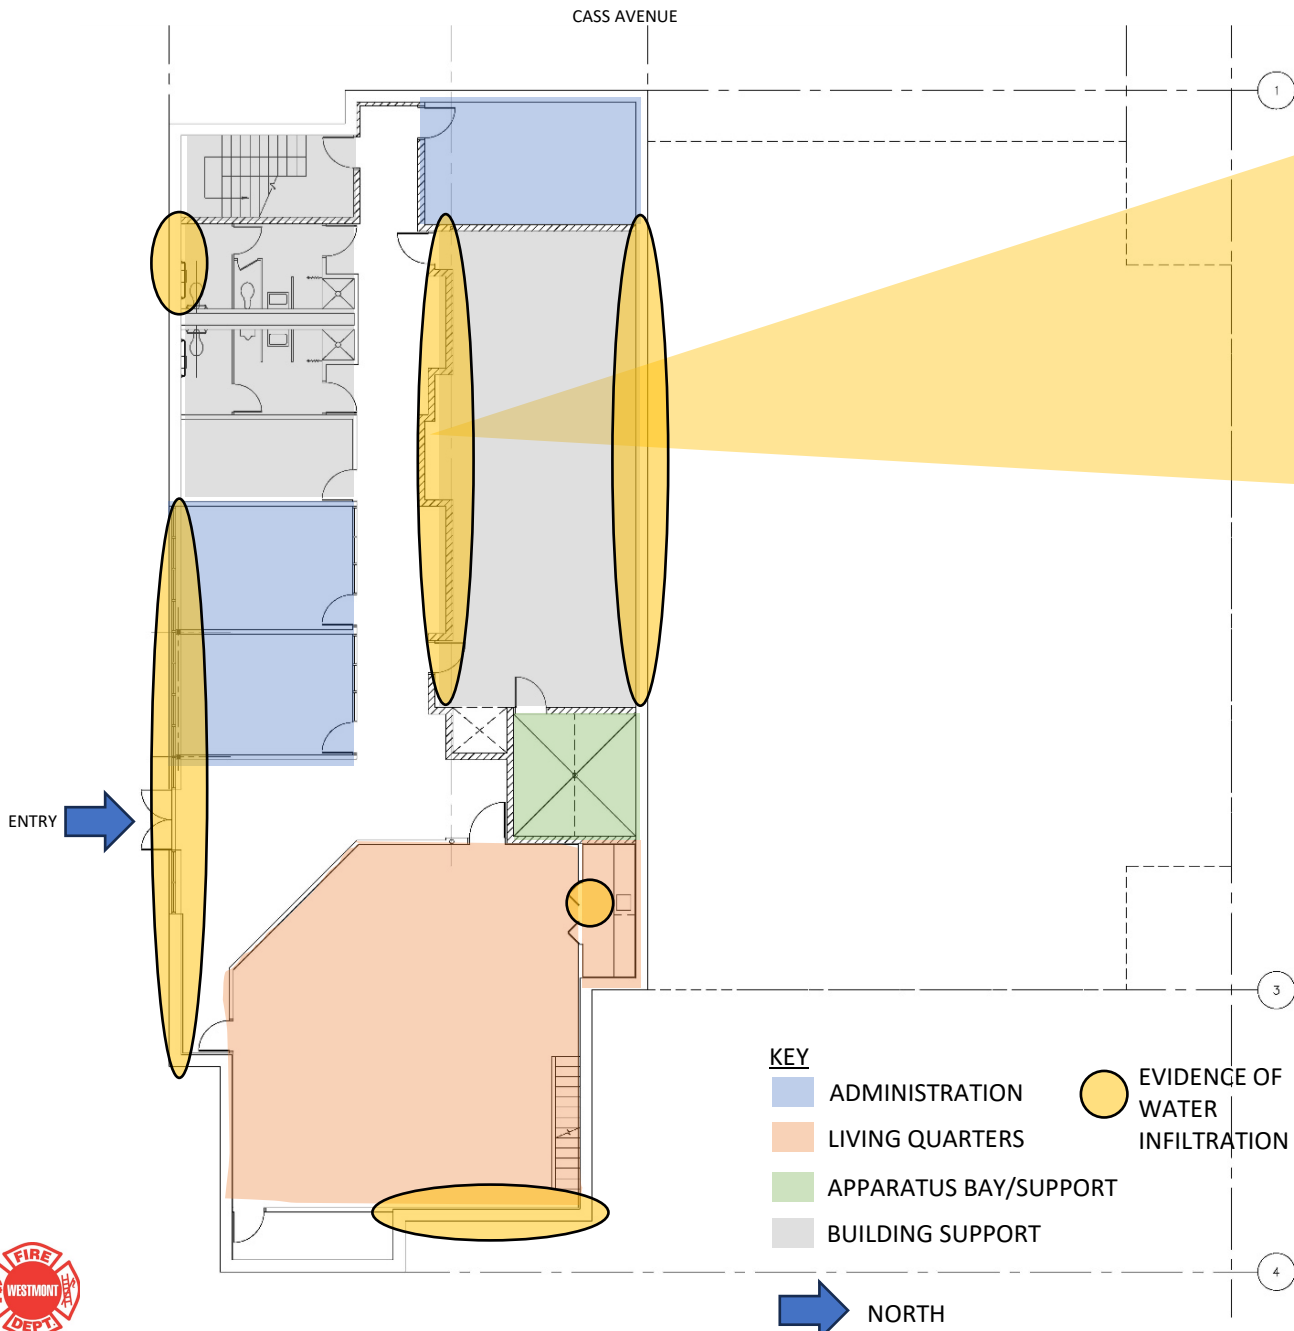 CASS AVENUE
1
ENTRY
3
KEY
ADMINISTRATION
LIVING QUARTERS
APPARATUS BAY/SUPPORT
BUILDING SUPPORT
EVIDENCE OF
WATER
INFILTRATION
4
NORTH
FIRE
WESTMONT
DEPT.